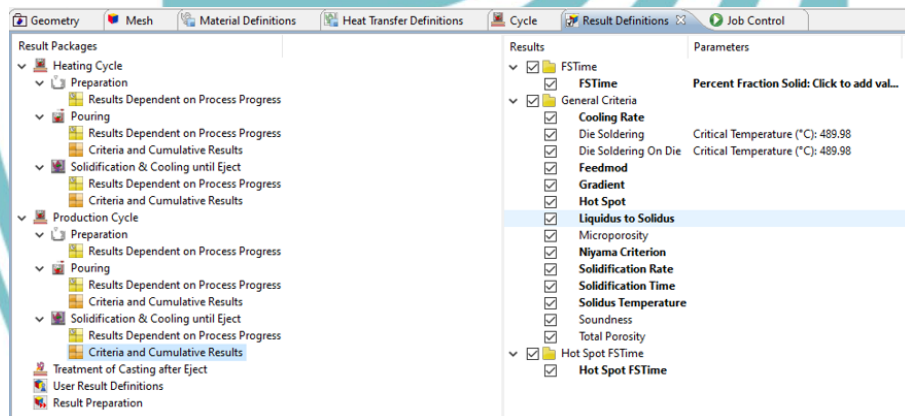 Geometry Mesh Material Definitions Heat Transfer Definitions Cycle Result Definitions Job Control
Result Packages
Heating Cycle
Preparation
Results Dependent on Process Progress
Pouring
Results Dependent on Process Progress
Criteria and Cumulative Results
Solidification & Cooling until Eject
Results Dependent on Process Progress
Criteria and Cumulative Results
Production Cycle
Preparation
Results Dependent on Process Progress
Pouring
Results Dependent on Process Progress
Criteria and Cumulative Results
Solidification & Cooling until Eject
Results Dependent on Process Progress
Criteria and Cumulative Results
Treatment of Casting after Eject
User Result Definitions
Result Preparation
Results Parameters
FSTime
FSTime Percent Fraction Solid: Click to add val...
General Criteria
Cooling Rate
Die Soldering Critical Temperature (°C): 489.98
Die Soldering On Die Critical Temperature (°C): 489.98
Feedmod
Gradient
Hot Spot
Liquidus to Solidus
Microporosity
Niyama Criterion
Solidification Rate
Solidification Time
Solidus Temperature
Soundness
Total Porosity
Hot Spot FSTime
Hot Spot FSTime